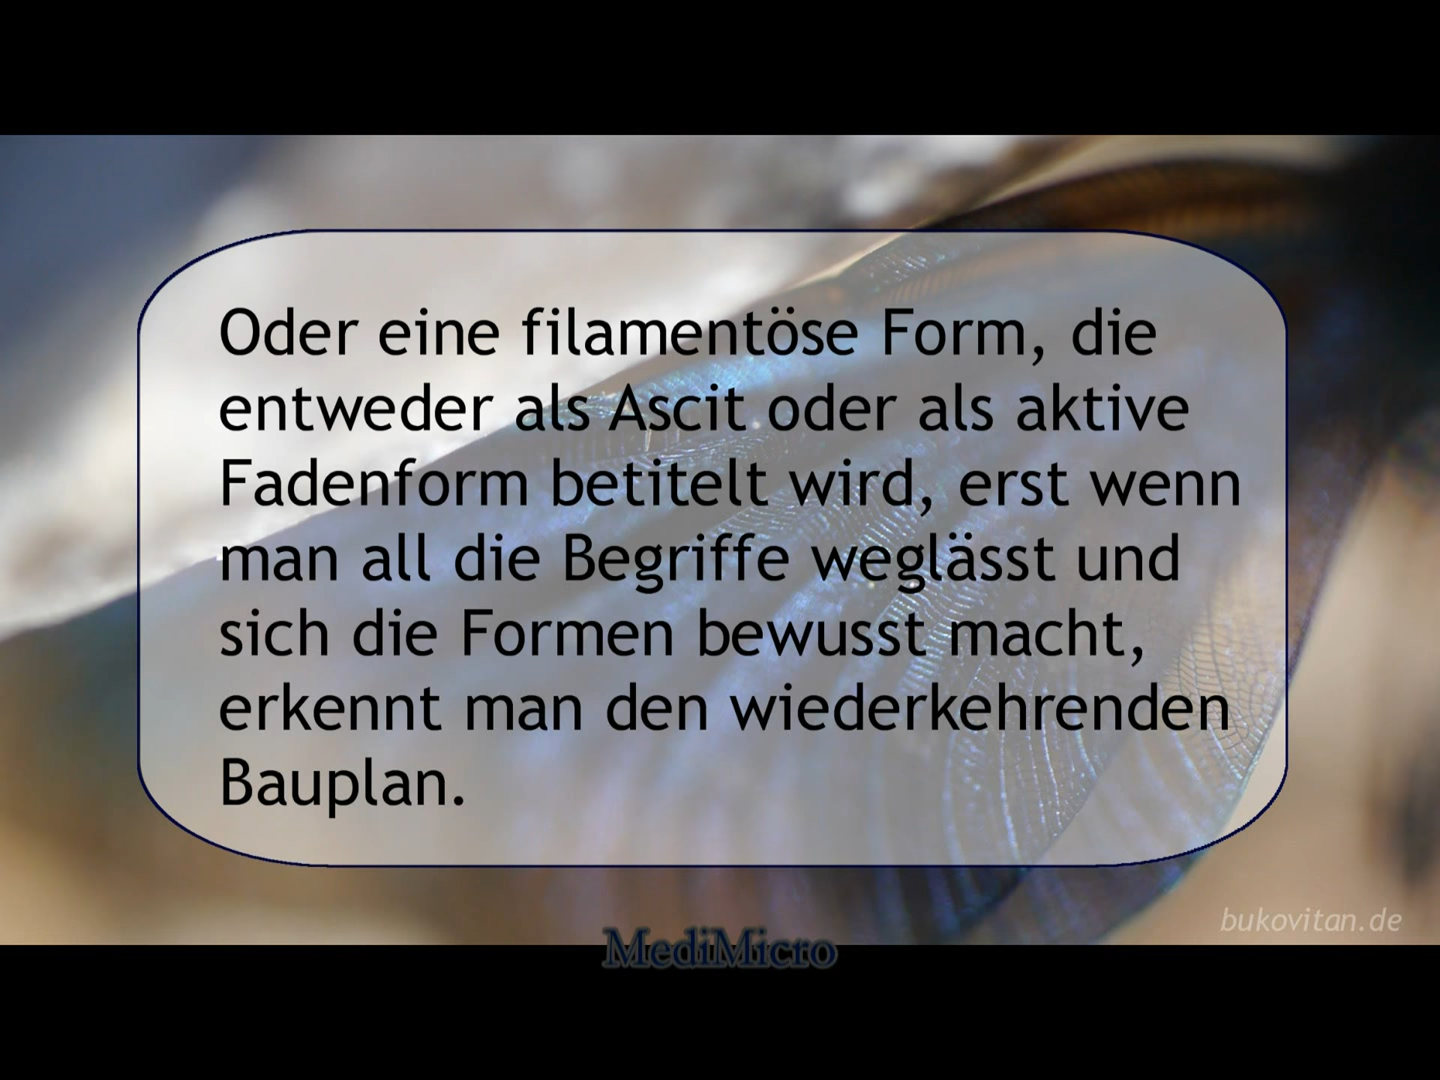 Oder eine filamentöse Form, die
entweder als Ascit oder als aktive
Fadenform betitelt wird, erst wenn
man all die Begriffe weglässt und
sich die Formen bewusst macht,
erkennt man den wiederkehrenden
Bauplan.
bukovitan.de
MediMicro